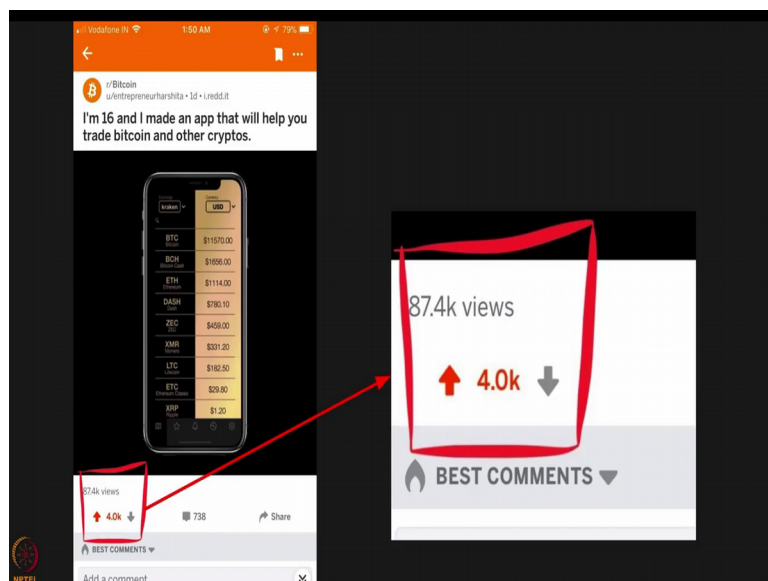 Vodafone IN 1:50 AM 79%
r/Bitcoin
u/entrepreneurharshita • 1d • i.redd.it
I'm 16 and I made an app that will help you
trade bitcoin and other cryptos.
Currency
kraken USD
BTC $11570.00
Bitcoin
BCH $1656.00
Bitcoin Cash
ETH $1114.00
Ethereum
DASH $780.10
Dash
ZEC $459.00
ZEC
XMR $331.20
Monero
LTC $182.50
Litecoin
ETC $29.80
Ethereum Classic
XRP $1.20
Ripple
87.4k views
4.0k 738 Share
BEST COMMENTS
Add a comment
87.4k views
4.0k
BEST COMMENTS
NPTEL